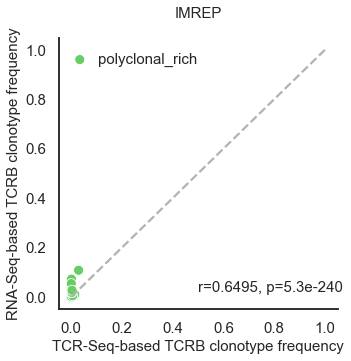 IMREP
RNA-Seq-based TCRB clonotype frequency
1.0
0.8
0.6
0.4
0.2
0.0
polyclonal_rich
r=0.6495, p=5.3e-240
0.0 0.2 0.4 0.6 0.8 1.0
TCR-Seq-based TCRB clonotype frequency